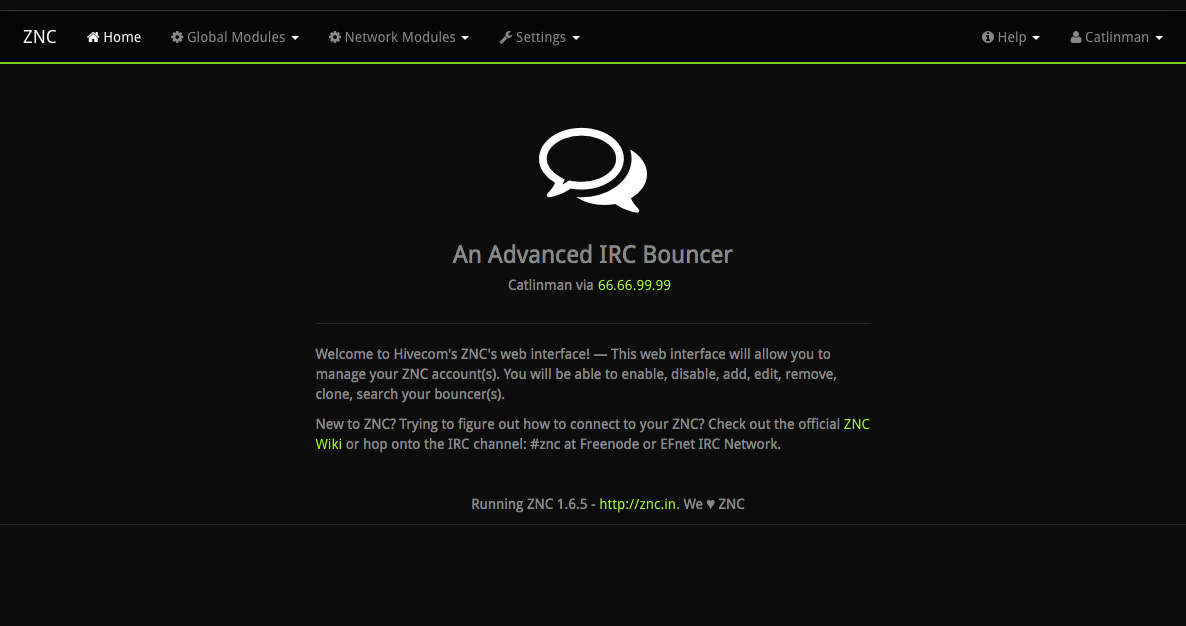 ZNC Home Global Modules Network Modules Settings Help Catlinman
An Advanced IRC Bouncer
Catlinman via 66.66.99.99
Welcome to Hivecom's ZNC's web interface! — This web interface will allow you to
manage your ZNC account(s). You will be able to enable, disable, add, edit, remove,
clone, search your bouncer(s).
New to ZNC? Trying to figure out how to connect to your ZNC? Check out the official ZNC
Wiki or hop onto the IRC channel: #znc at Freenode or EFnet IRC Network.
Running ZNC 1.6.5 - http://znc.in. We ♥ ZNC